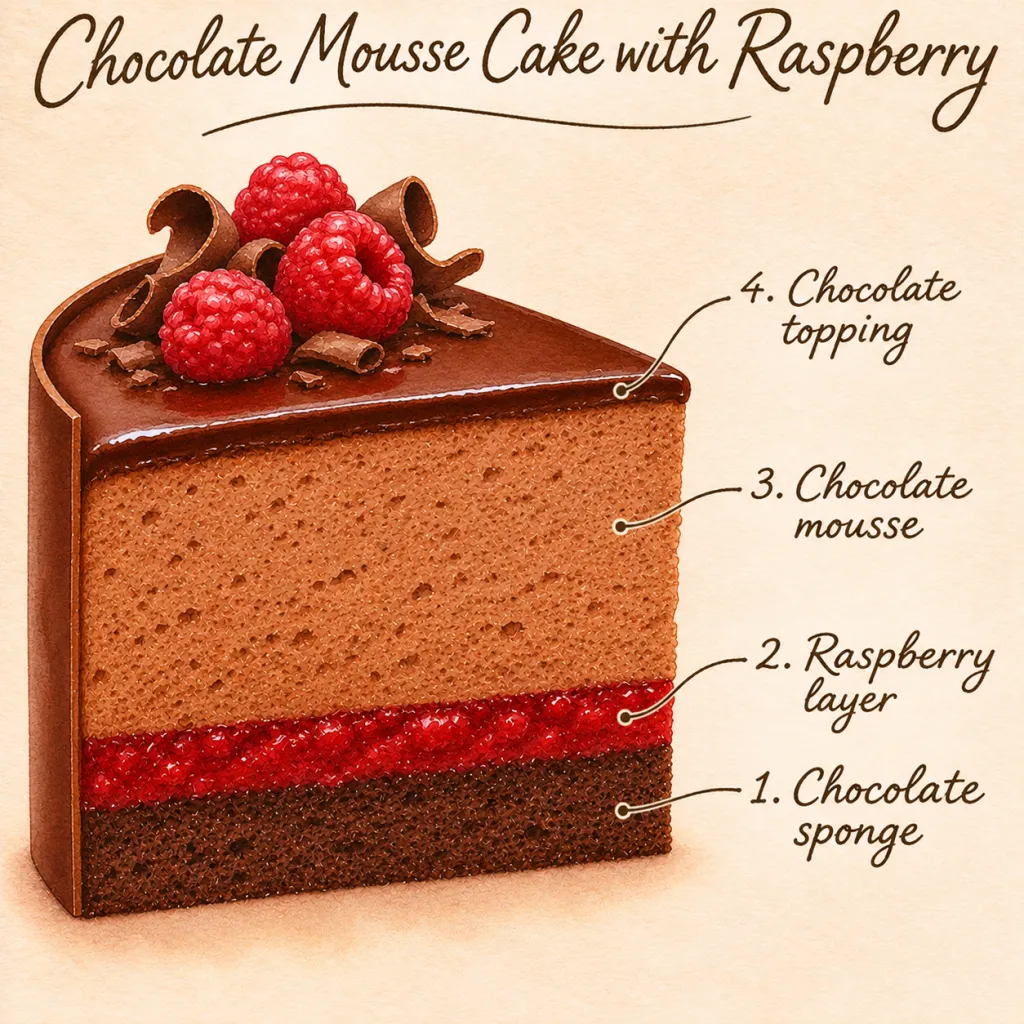 Chocolate Mousse Cake with Raspberry
4. Chocolate
topping
3. Chocolate
mousse
2. Raspberry
layer
1. Chocolate
sponge